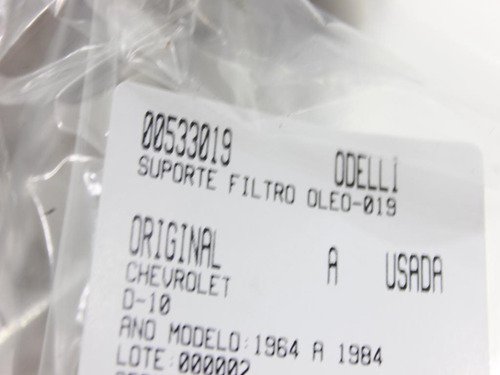 00533019 ODELLI
SUPORTE FILTRO OLEO-019
ORIGINAL A USADA
CHEVROLET
D-10
ANO MODELO:1964 A 1984
LOTE:000002